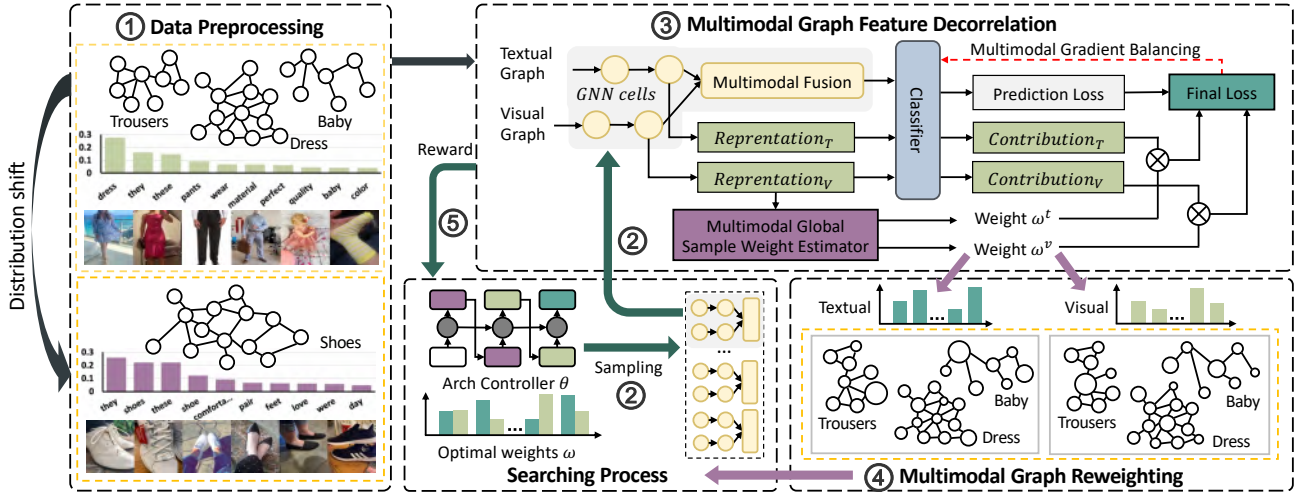 ① Data Preprocessing
Trousers
Baby
Dress
0.3
0.2
0.1
0
dress
they
these
pants
wear
material
perfect
quality
baby
color
Distribution shift
Shoes
0.3
0.2
0.1
0
they
shoes
these
shoe
comforta...
pair
feet
love
were
day
③ Multimodal Graph Feature Decorrelation
Textual
Graph
GNN cells
Visual
Graph
Multimodal Fusion
Multimodal Gradient Balancing
Classifier
Prediction Loss
Final Loss
Reprentation_T
Contribution_T
Reprentation_V
Contribution_V
Multimodal Global
Sample Weight Estimator
Weight ω^t
Weight ω^v
Reward
⑤
②
Arch Controller θ
Sampling
②
...
...
Optimal weights ω
Searching Process
Textual
...
Visual
...
Trousers
Baby
Dress
Trousers
Baby
Dress
④ Multimodal Graph Reweighting